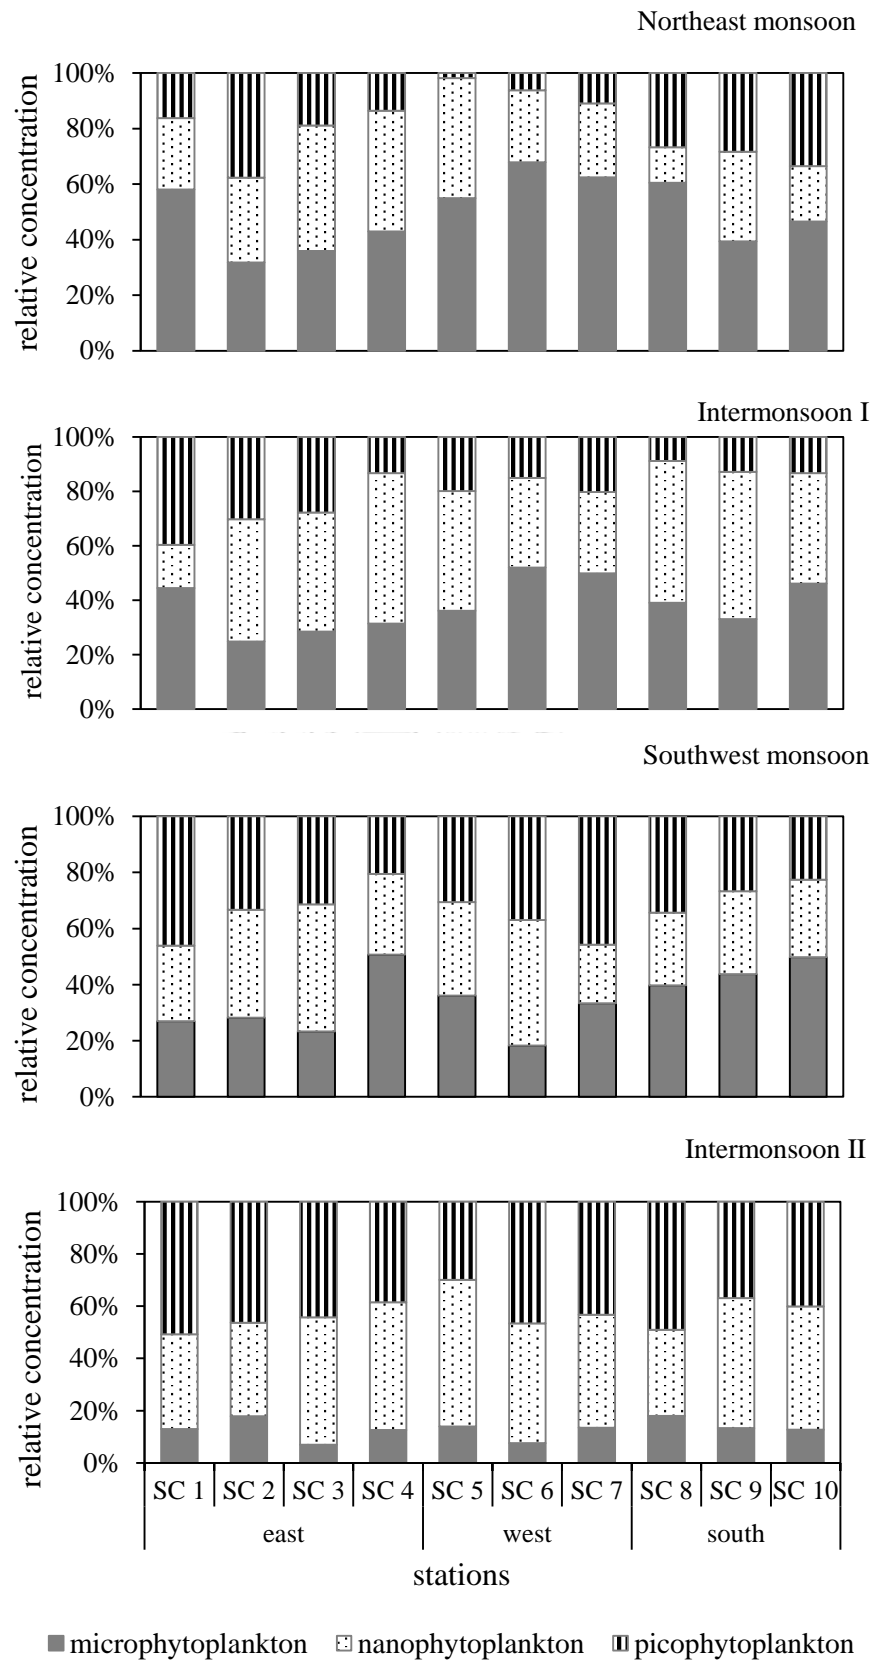 Northeast monsoon
relative concentration
100%
80%
60%
40%
20%
0%
Intermonsoon I
relative concentration
100%
80%
60%
40%
20%
0%
Southwest monsoon
relative concentration
100%
80%
60%
40%
20%
0%
Intermonsoon II
relative concentration
100%
80%
60%
40%
20%
0%
SC 1 SC 2 SC 3 SC 4 SC 5 SC 6 SC 7 SC 8 SC 9 SC 10
east west south
stations
microphytoplankton nanophytoplankton picophytoplankton